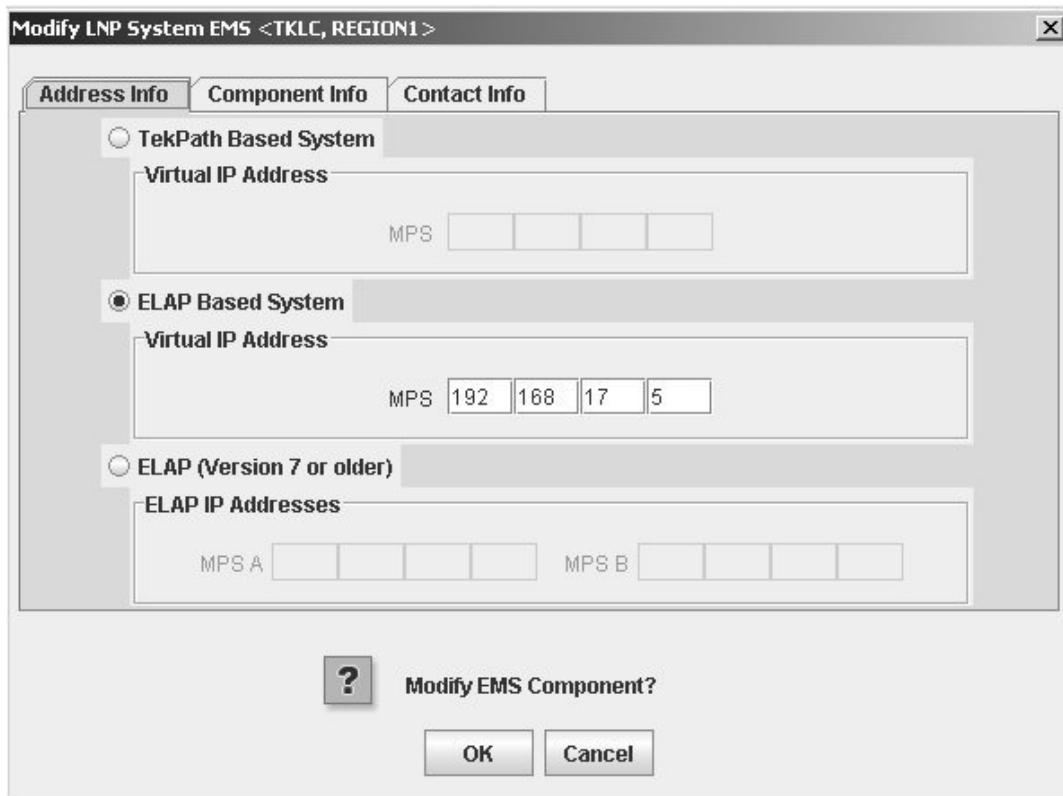 Modify LNP System EMS <TKLC, REGION1>
Address Info Component Info Contact Info
TekPath Based System
Virtual IP Address
MPS
ELAP Based System
Virtual IP Address
MPS 192 168 17 5
ELAP (Version 7 or older)
ELAP IP Addresses
MPS A MPS B
? Modify EMS Component?
OK Cancel